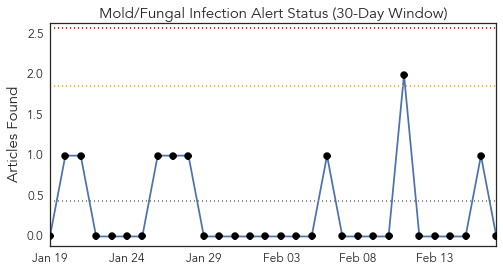 Mold/Fungal Infection Alert Status (30-Day Window)
Articles Found
2.5
2.0
1.5
1.0
0.5
0.0
Jan 19 Jan 24 Jan 29 Feb 03 Feb 08 Feb 13